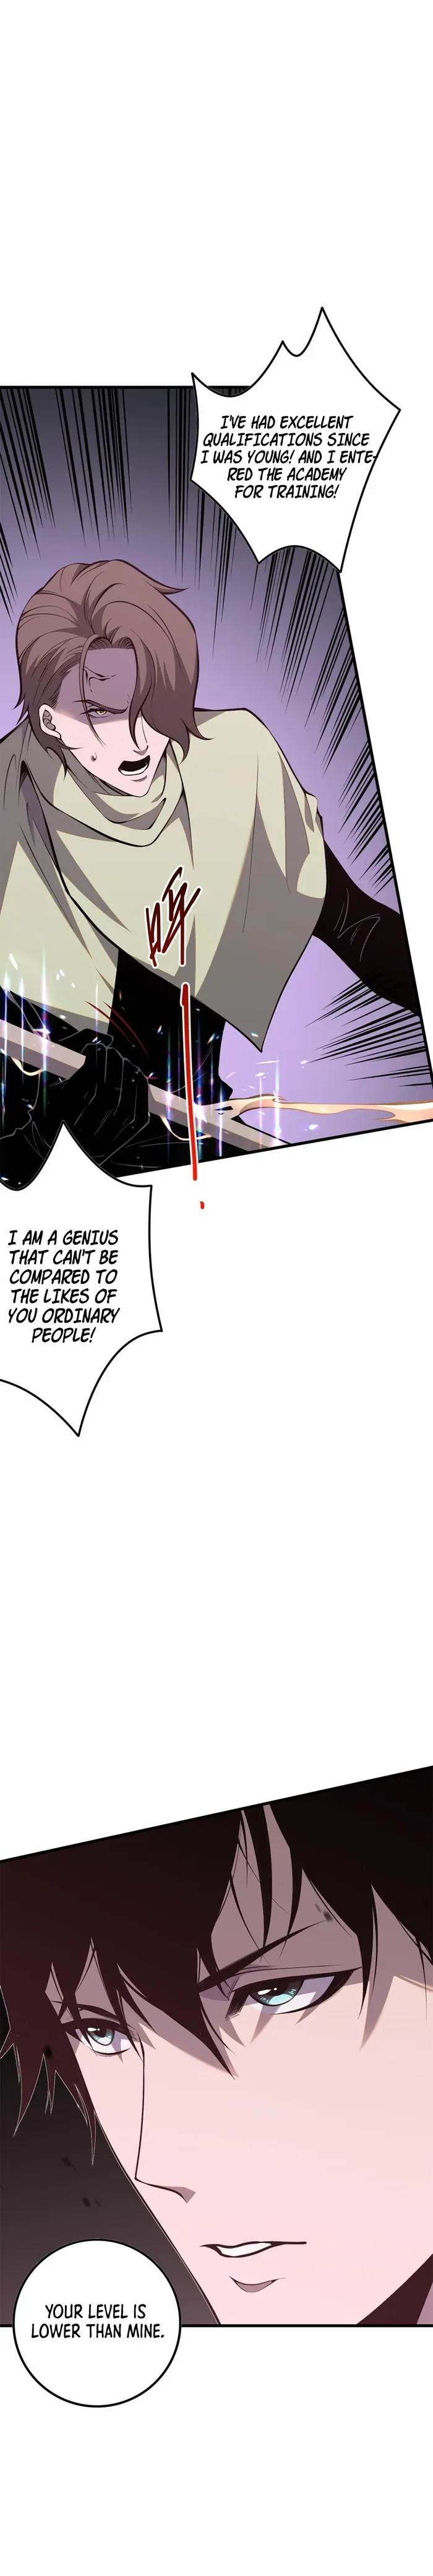 I'VE HAD EXCELLENT
QUALIFICATIONS SINCE
I WAS YOUNG! AND I ENTE-
RED THE ACADEMY
FOR TRAINING!
I AM A GENIUS
THAT CAN'T BE
COMPARED TO
THE LIKES OF
YOU ORDINARY
PEOPLE!
YOUR LEVEL IS
LOWER THAN MINE.